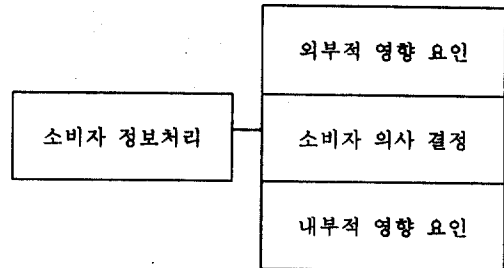 외부적 영향 요인
소비자 정보처리
소비자 의사 결정
내부적 영향 요인